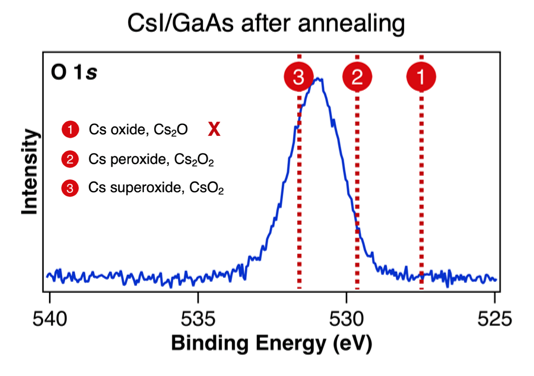 CsI/GaAs after annealing
O 1s
3 2 1
1 Cs oxide, Cs₂O X
2 Cs peroxide, Cs₂O₂
3 Cs superoxide, CsO₂
Intensity
540 535 530 525
Binding Energy (eV)